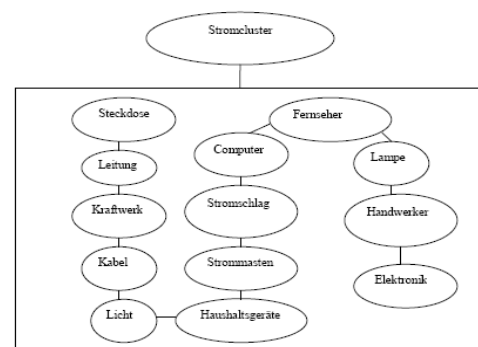 Stromcluster
Steckdose
Fernseher
Computer
Leitung
Lampe
Kraftwerk
Stromschlag
Handwerker
Kabel
Strommasten
Elektronik
Licht
Haushaltsgeräte